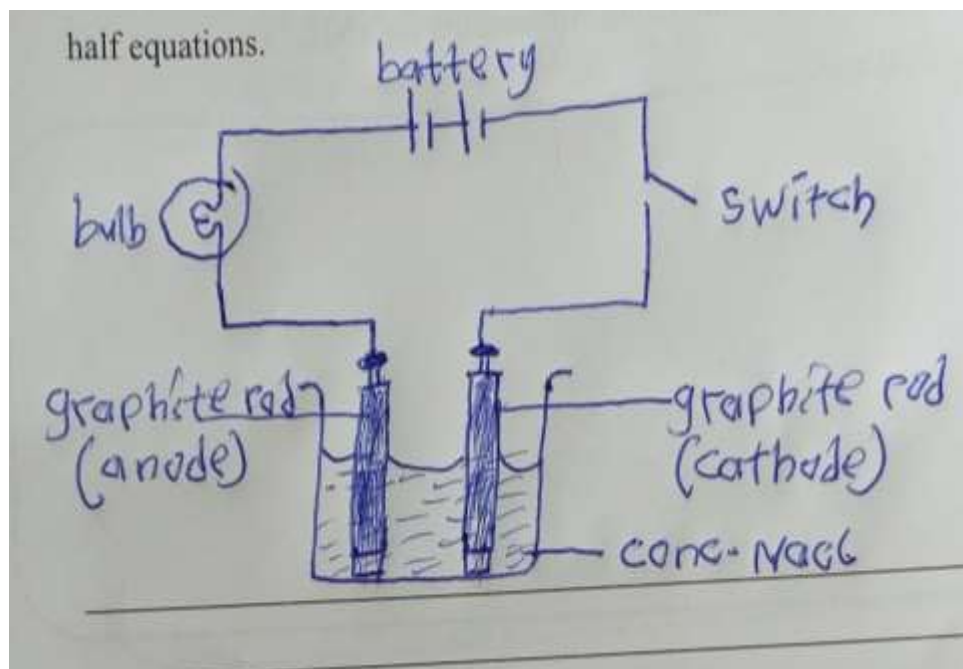 half equations.
battery
bulb
switch
graphite rod
(anode)
graphite rod
(cathode)
conc. NaCl